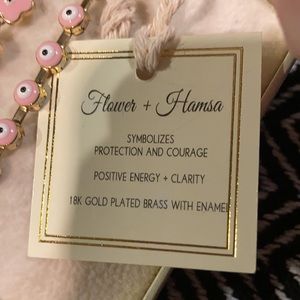 Flower + Hamsa
SYMBOLIZES
PROTECTION AND COURAGE
POSITIVE ENERGY + CLARITY
18K GOLD PLATED BRASS WITH ENAMEL